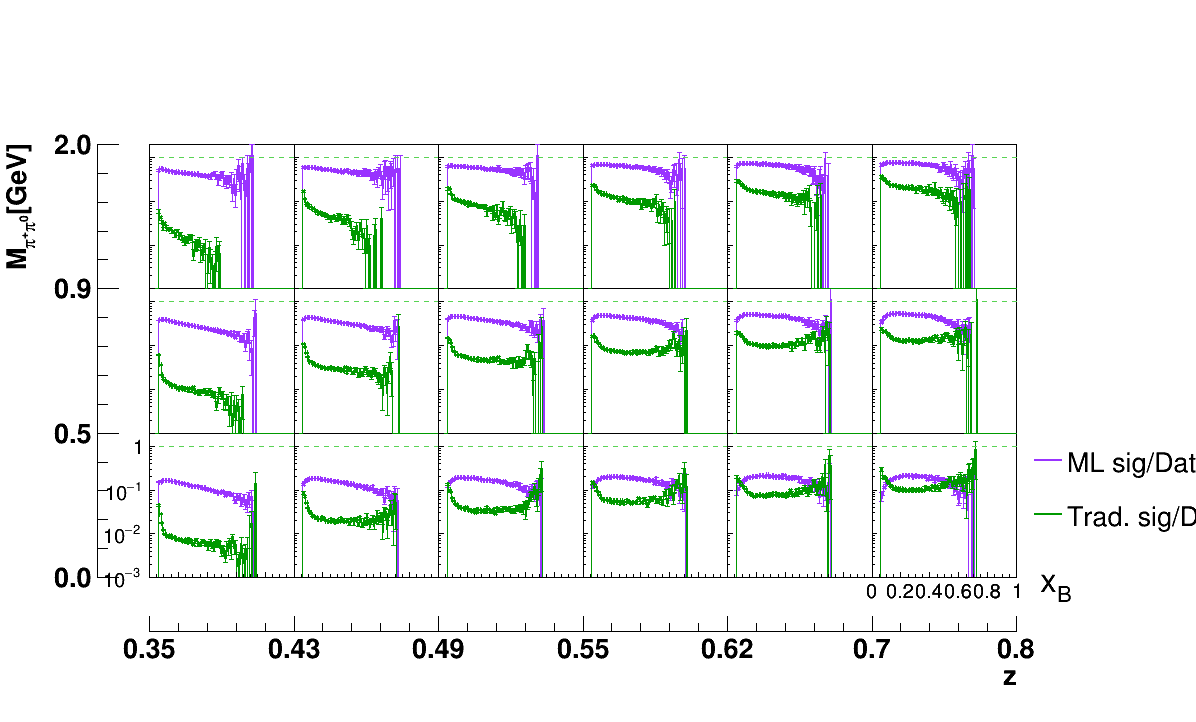 2.0
M_{π⁺π⁰}[GeV]
0.9
0.5
1
10⁻¹
10⁻²
10⁻³
0.0
ML sig/Dat
Trad. sig/D
0 0.20.40.60.8 1
x_B
0.35 0.43 0.49 0.55 0.62 0.7 0.8
z